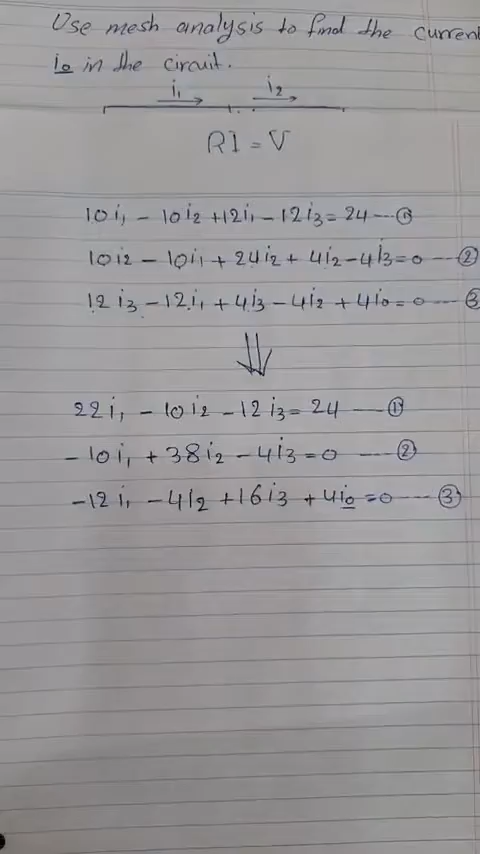 Use mesh analysis to find the current
io in the circuit.
i1 i2
RI = V
10i1 - 10i2 + 12i1 - 12i3 = 24 --- ①
10i2 - 10i1 + 24i2 + 4i2 - 4i3 = 0 --- ②
12i3 - 12i1 + 4i3 - 4i2 + 4io = 0 --- ③
⇓
22i1 - 10i2 - 12i3 = 24 --- ①
-10i1 + 38i2 - 4i3 = 0 --- ②
-12i1 - 4i2 + 16i3 + 4io = 0 --- ③